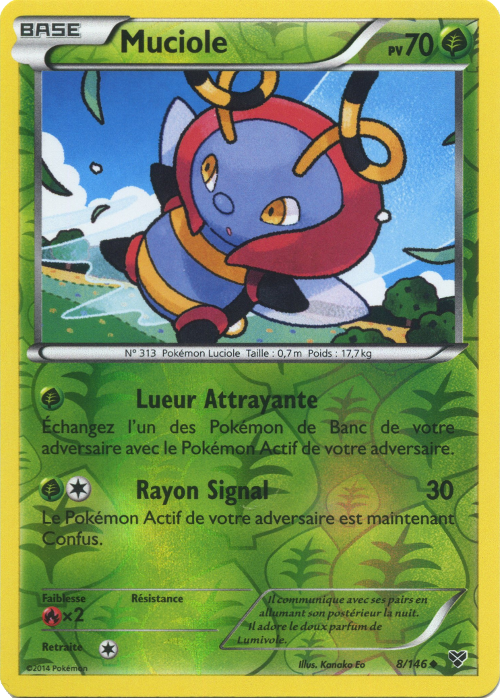 BASE
Muciole
PV 70
N° 313 Pokémon Luciole Taille : 0,7 m Poids : 17,7 kg
Lueur Attrayante
Échangez l'un des Pokémon de Banc de votre
adversaire avec le Pokémon Actif de votre adversaire.
Rayon Signal 30
Le Pokémon Actif de votre adversaire est maintenant
Confus.
Faiblesse Résistance
×2
Il communique avec ses pairs en
allumant son postérieur la nuit.
Il adore le doux parfum de
Lumivole.
Retraite
Illus. Kanako Eo 8/146
©2014 Pokémon
XY